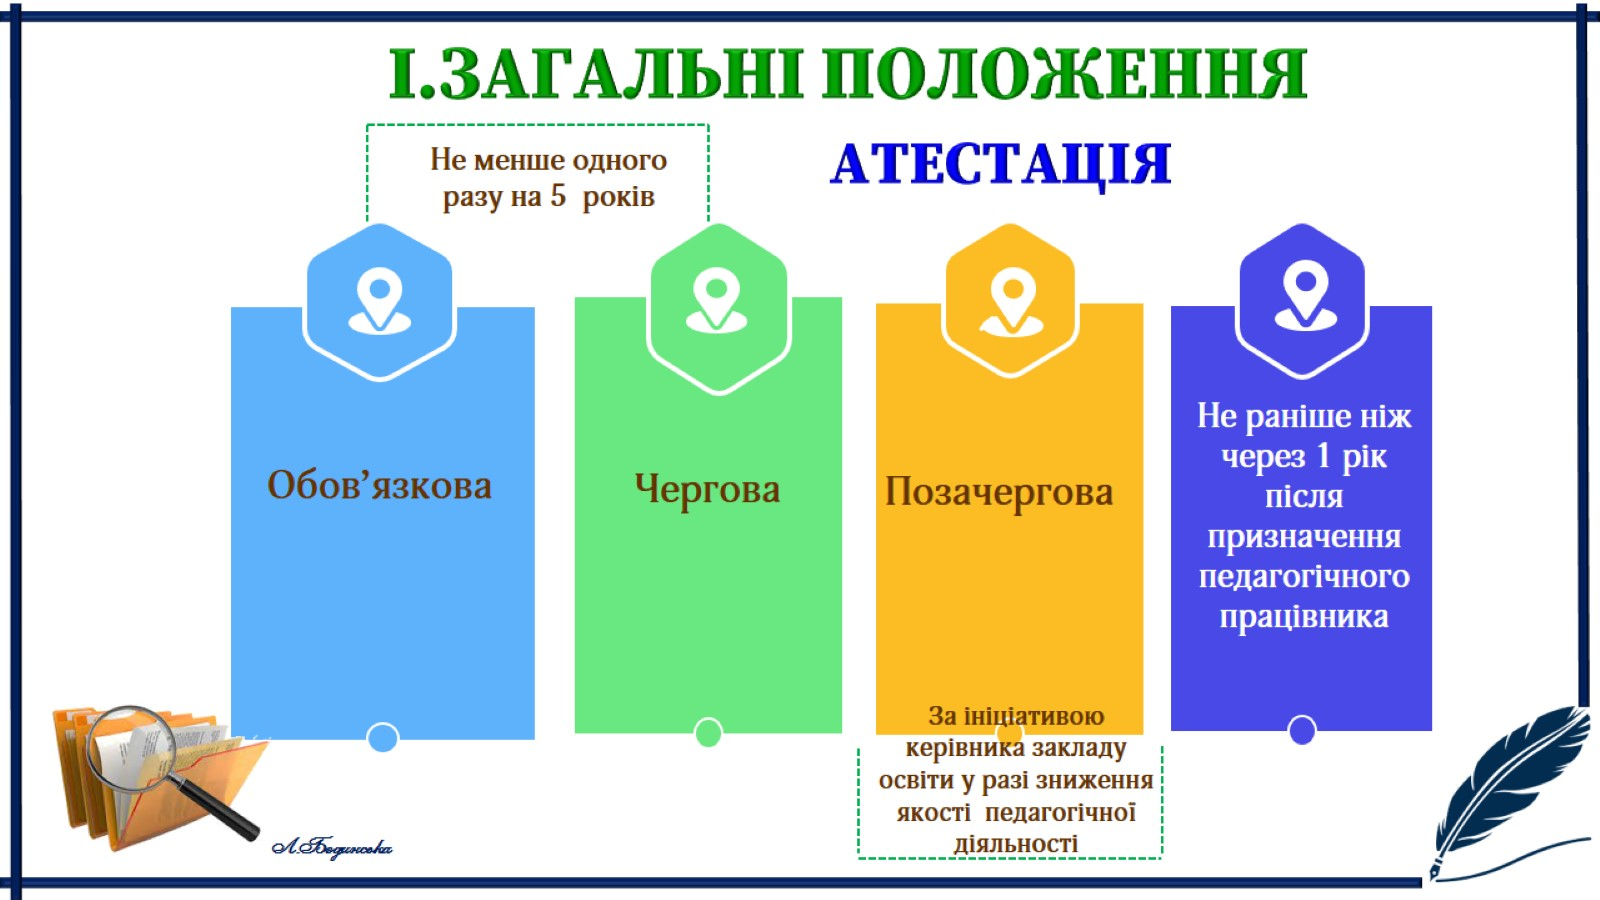 І.ЗАГАЛЬНІ ПОЛОЖЕННЯ
АТЕСТАЦІЯ
Не менше одного
разу на 5 років
Обов’язкова
Чергова
Позачергова
Не раніше ніж
через 1 рік
після
призначення
педагогічного
працівника
За ініціативою
керівника закладу
освіти у разі зниження
якості педагогічної
діяльності
Л.Бединська